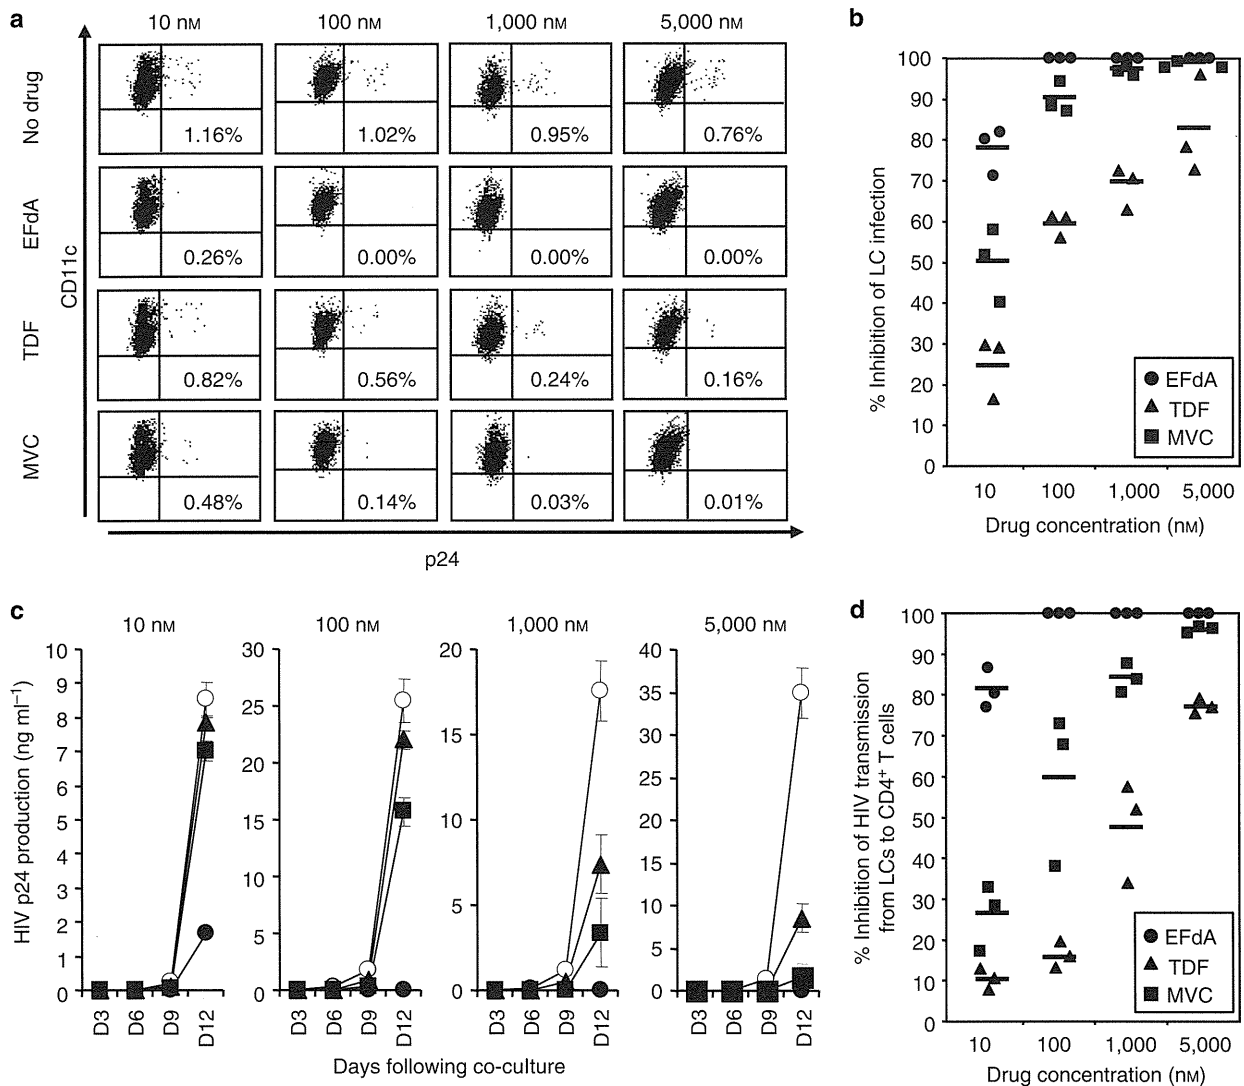 a
10 nM 100 nM 1,000 nM 5,000 nM
No drug
1.16% 1.02% 0.95% 0.76%
EFdA
0.26% 0.00% 0.00% 0.00%
TDF
0.82% 0.56% 0.24% 0.16%
MVC
0.48% 0.14% 0.03% 0.01%
CD11c
p24
b
% Inhibition of LC infection
100
90
80
70
60
50
40
30
20
10
0
EFdA
TDF
MVC
10 100 1,000 5,000
Drug concentration (nM)
c
10 nM 100 nM 1,000 nM 5,000 nM
HIV p24 production (ng ml⁻¹)
10
9
8
7
6
5
4
3
2
1
0
30
25
20
15
10
5
0
20
15
10
5
0
40
35
30
25
20
15
10
5
0
D3 D6 D9 D12 D3 D6 D9 D12 D3 D6 D9 D12 D3 D6 D9 D12
Days following co-culture
d
% Inhibition of HIV transmission
from LCs to CD4⁺ T cells
100
90
80
70
60
50
40
30
20
10
0
EFdA
TDF
MVC
10 100 1,000 5,000
Drug concentration (nM)